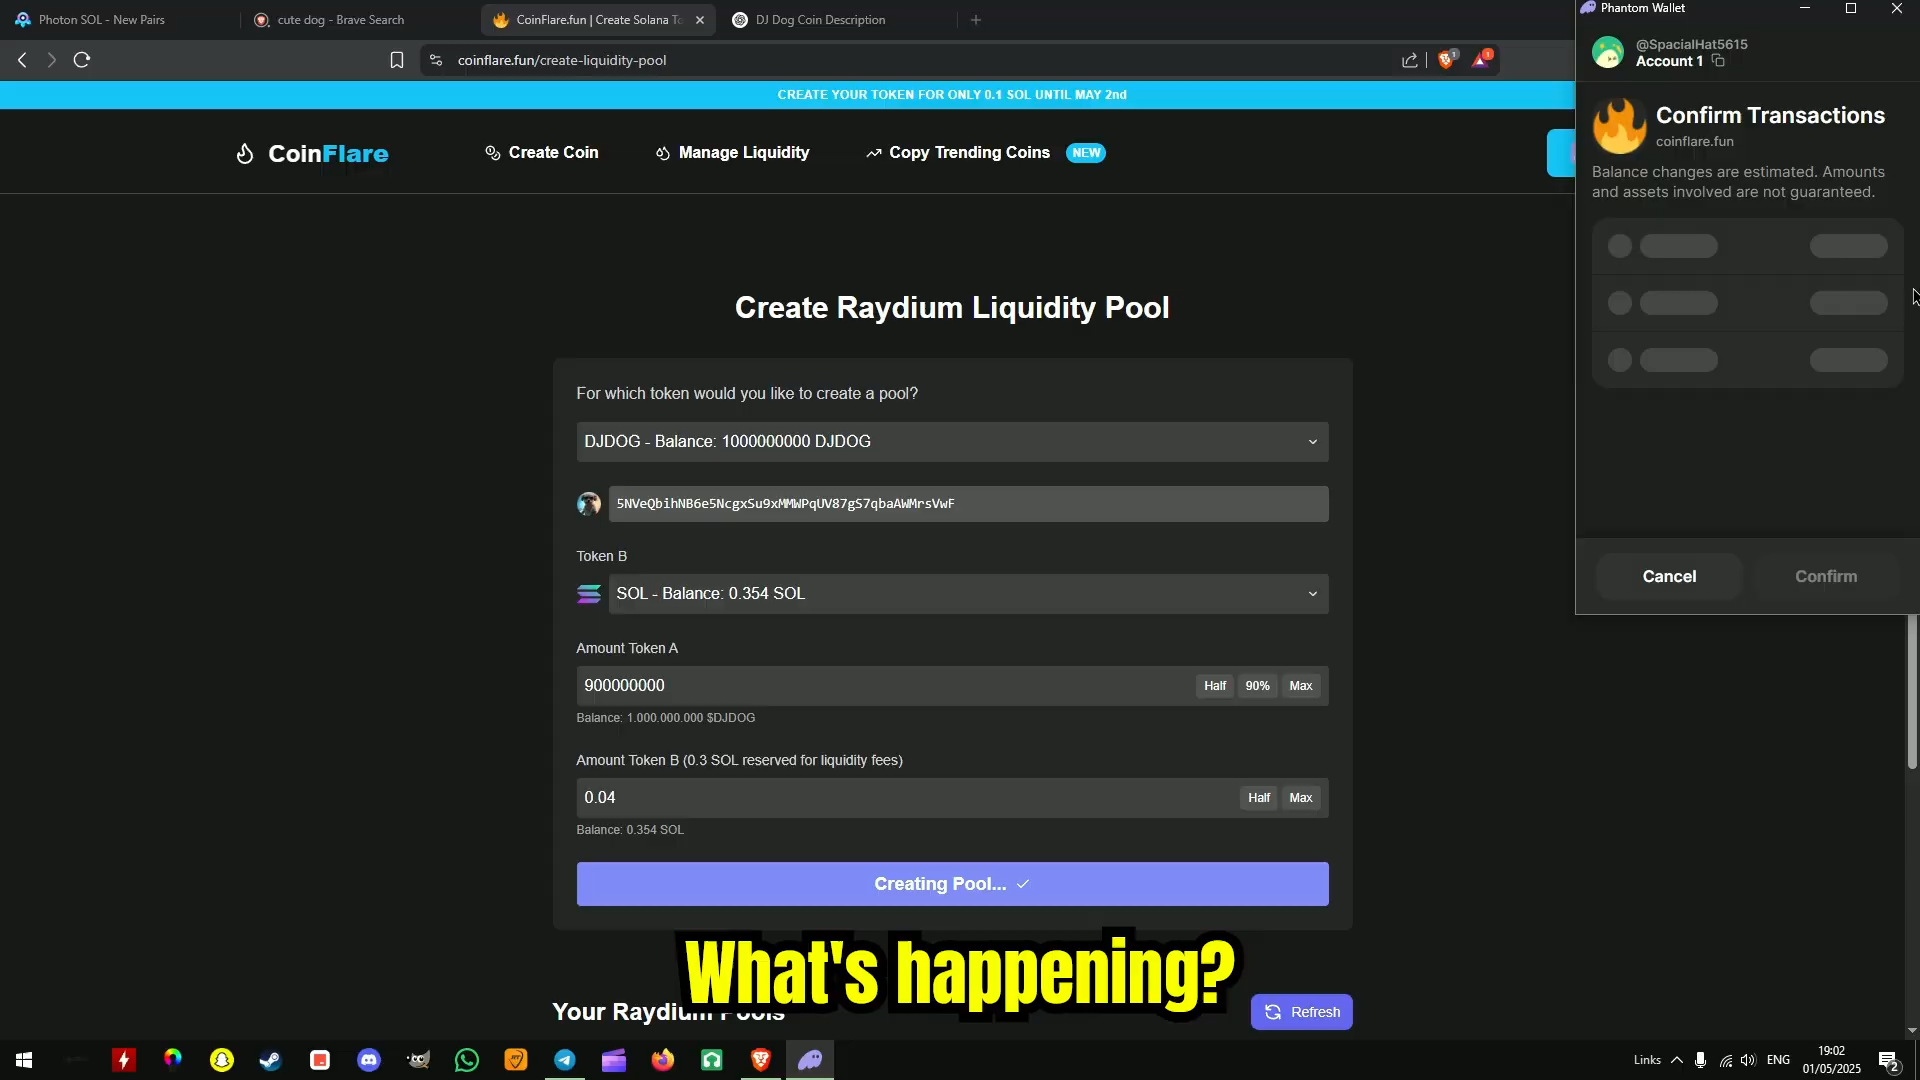 Photon SOL - New Pairs
cute dog - Brave Search
CoinFlare.fun | Create Solana To
DJ Dog Coin Description
Phantom Wallet
coinflare.fun/create-liquidity-pool
1
1
@SpacialHat5615
Account 1
CREATE YOUR TOKEN FOR ONLY 0.1 SOL UNTIL MAY 2nd
CoinFlare
Create Coin
Manage Liquidity
Copy Trending Coins
NEW
Confirm Transactions
coinflare.fun
Balance changes are estimated. Amounts
and assets involved are not guaranteed.
Cancel
Confirm
Create Raydium Liquidity Pool
For which token would you like to create a pool?
DJDOG - Balance: 1000000000 DJDOG
5NVeQbihNB6e5NcgxSu9xMMWPqUV87gS7qbaAWMrsVwF
Token B
SOL - Balance: 0.354 SOL
Amount Token A
900000000
Half
90%
Max
Balance: 1.000.000.000 $DJDOG
Amount Token B (0.3 SOL reserved for liquidity fees)
0.04
Half
Max
Balance: 0.354 SOL
Creating Pool...
What's happening?
Your Raydium Pools
Refresh
Links
ENG
19:02
01/05/2025
2